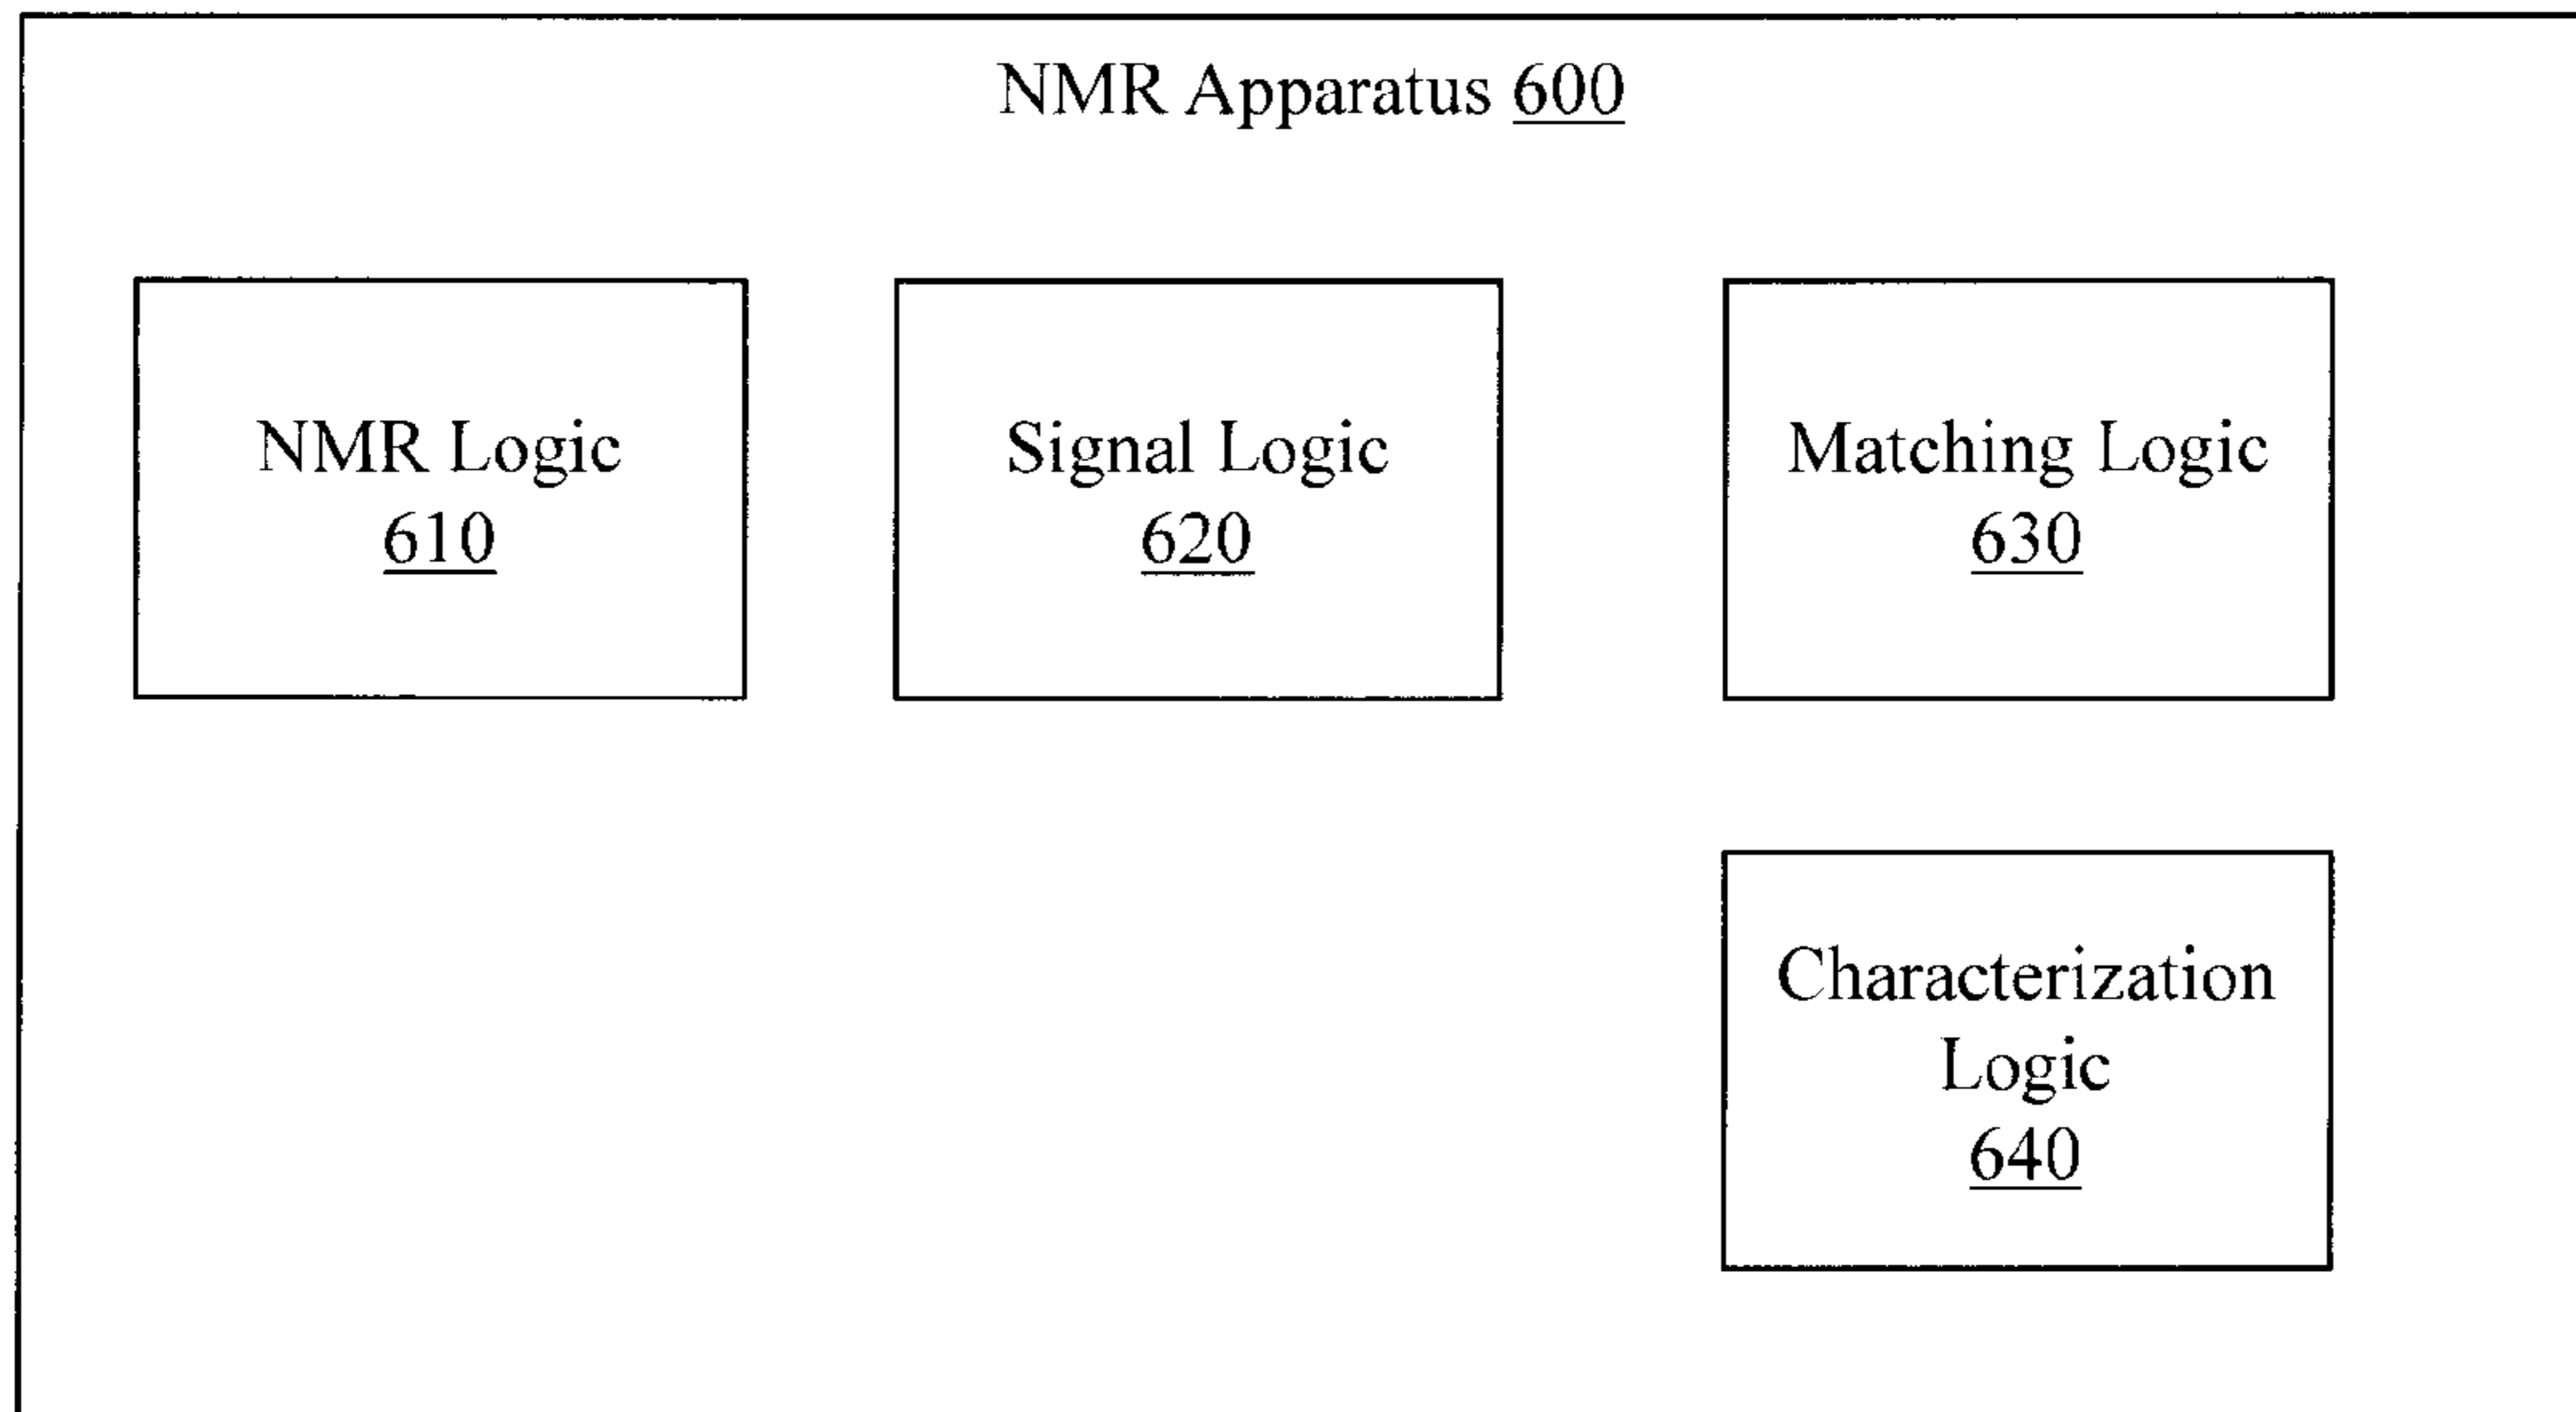 NMR Apparatus 600
NMR Logic
610
Signal Logic
620
Matching Logic
630
Characterization
Logic
640